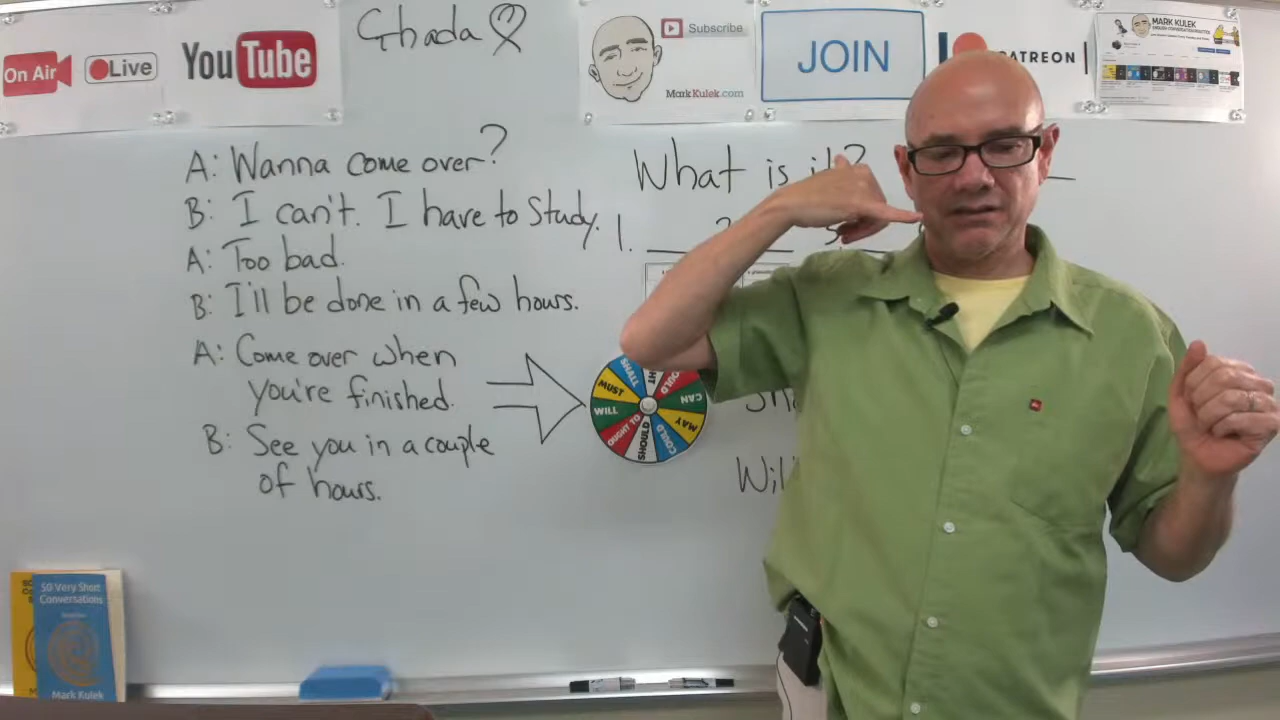 On Air
Live
YouTube
Ghada
Subscribe
MarkKulek.com
JOIN
PATREON
MARK KULEK
A: Wanna come over?
B: I can't. I have to study.
A: Too bad.
B: I'll be done in a few hours.
A: Come over when
you're finished.
B: See you in a couple
of hours.
What is it?
1.
SHALL
MUST
WILL
OUGHT TO
SHOULD
COULD
MAY
CAN
50 Very Short
Conversations
Mark Kulek